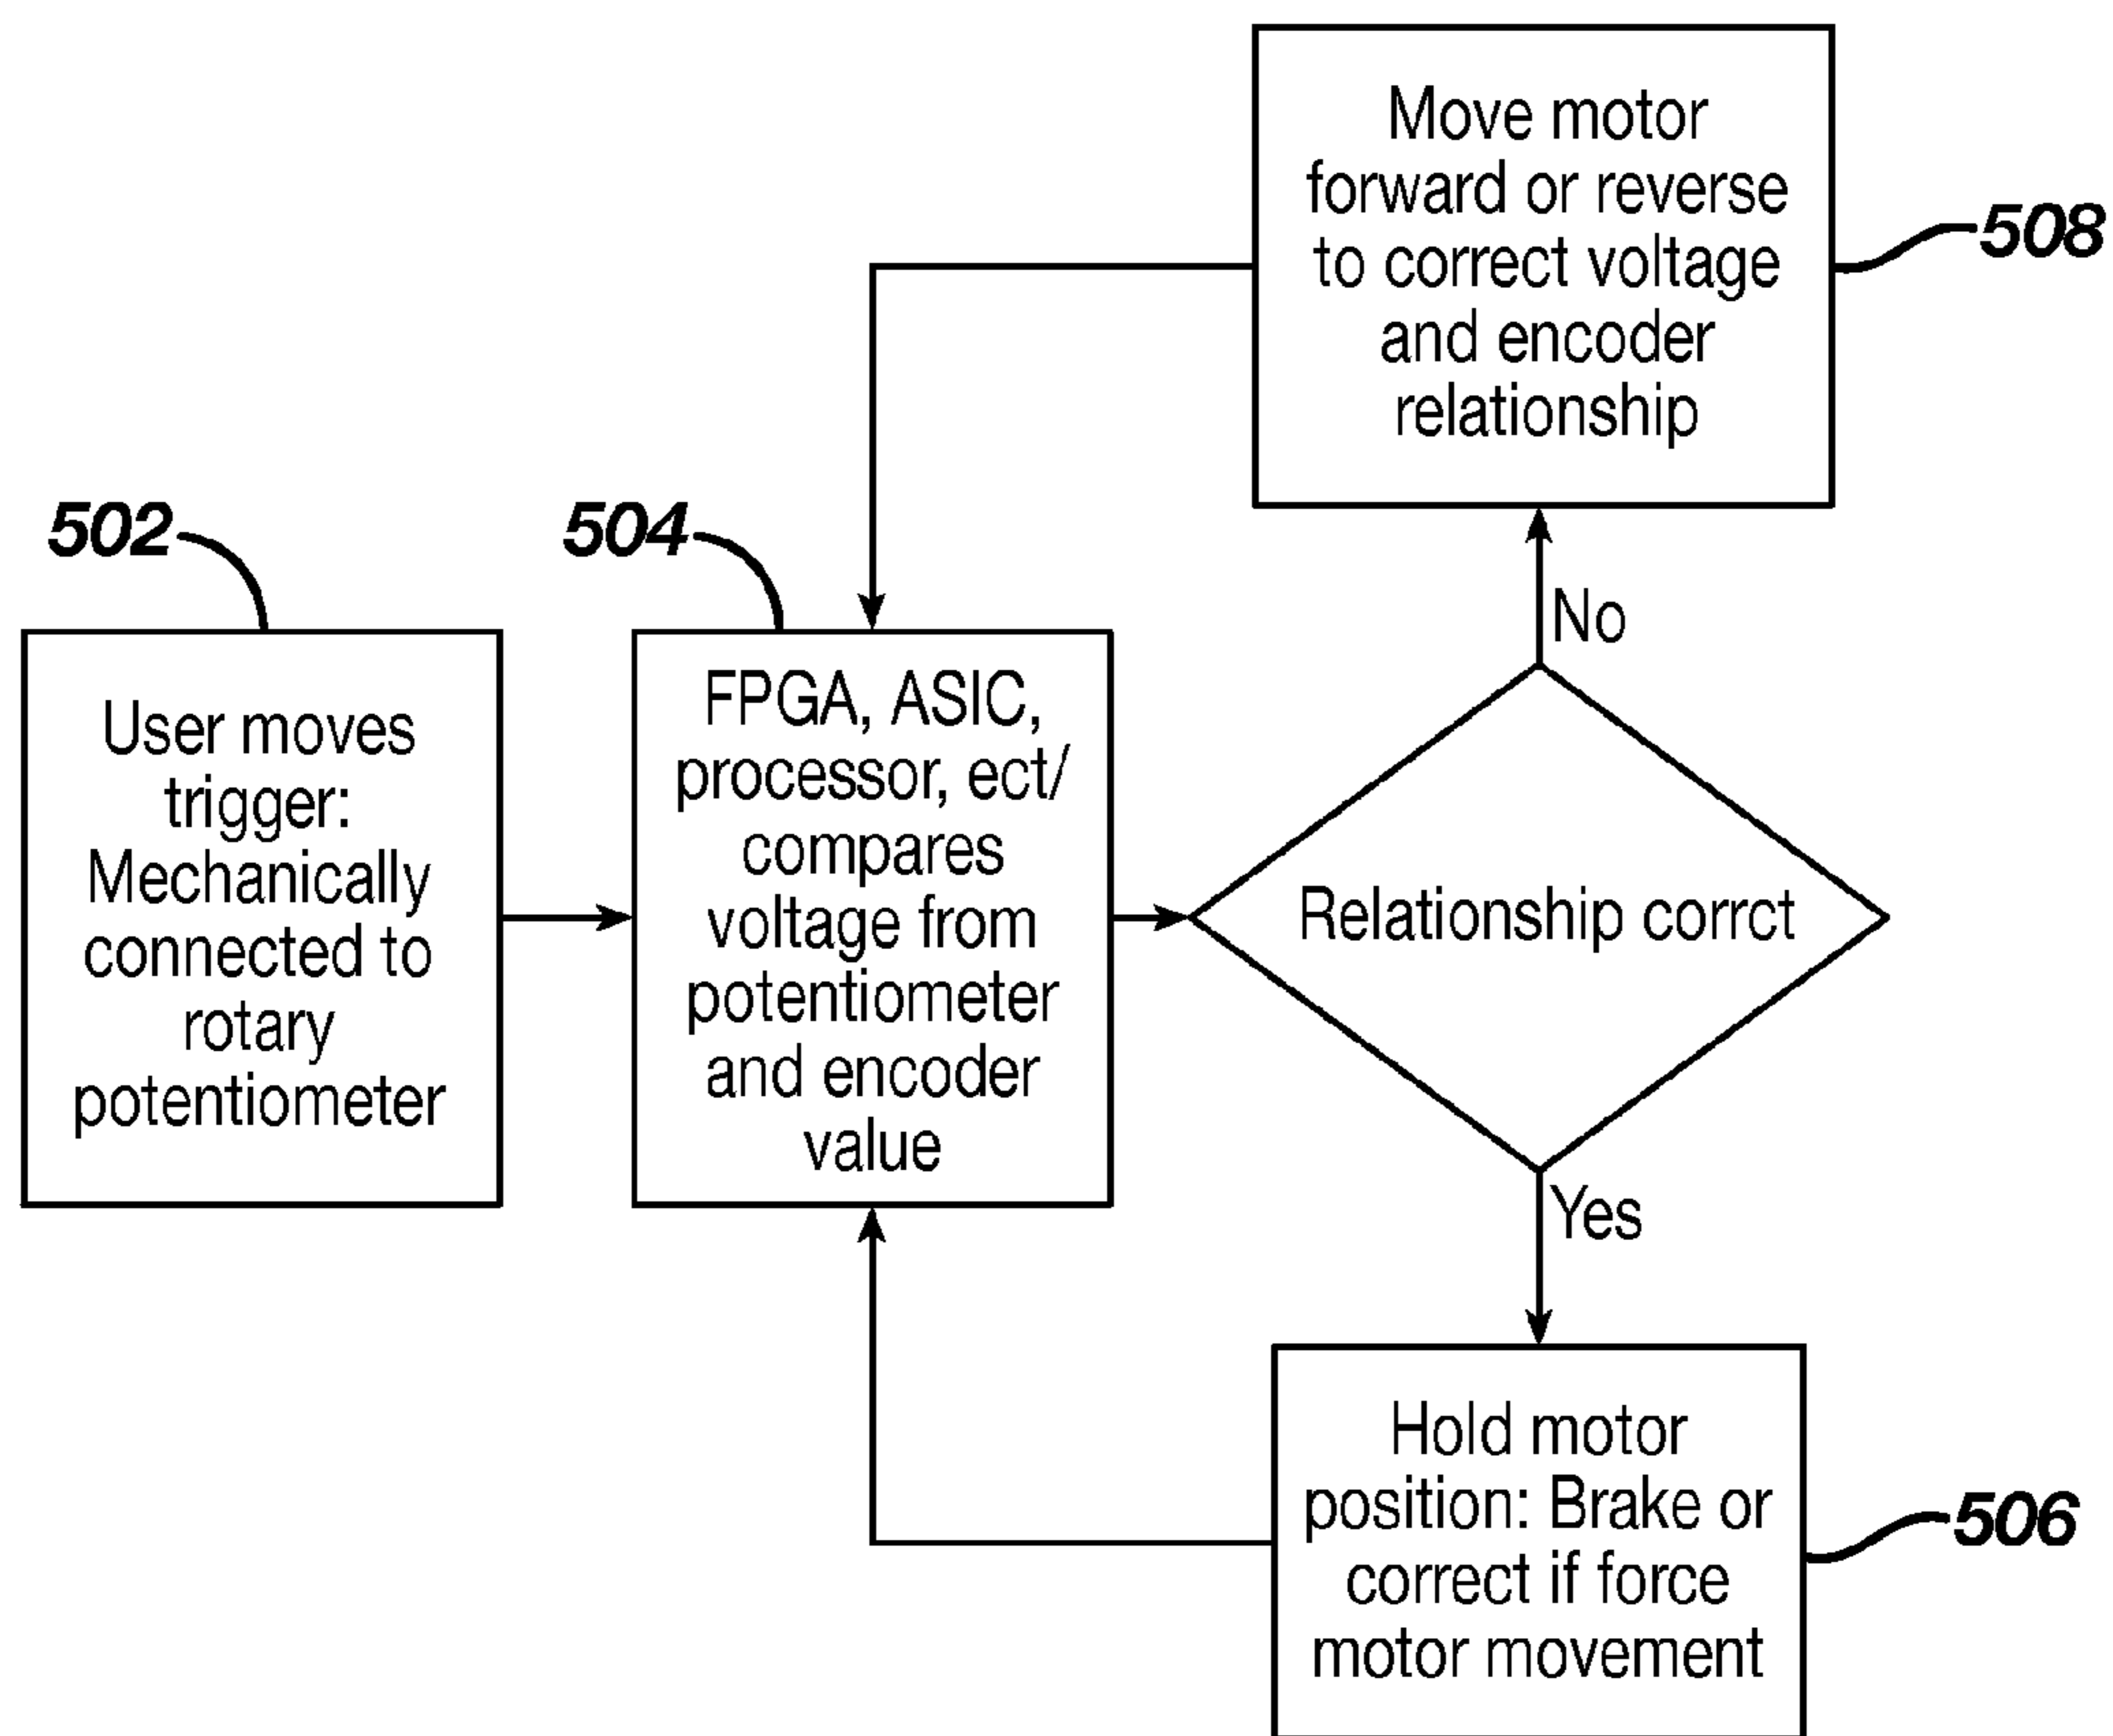 502
User moves
trigger:
Mechanically
connected to
rotary
potentiometer
504
FPGA, ASIC,
processor, ect/
compares
voltage from
potentiometer
and encoder
value
Relationship corrct
No
Move motor
forward or reverse
to correct voltage
and encoder
relationship
508
Yes
Hold motor
position: Brake or
correct if force
motor movement
506